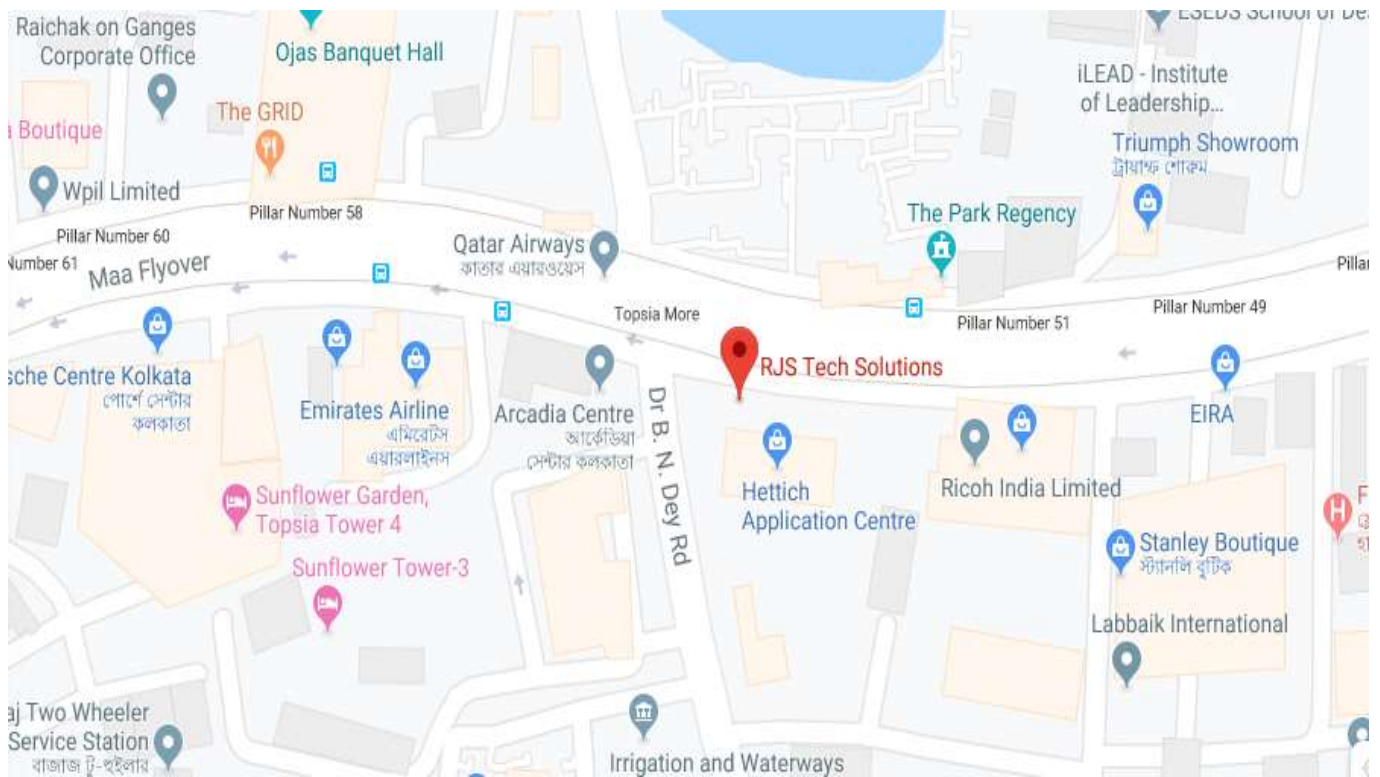 Raichak on Ganges
Corporate Office
Ojas Banquet Hall
ESEDS School of
iLEAD - Institute
of Leadership...
The GRID
Boutique
Triumph Showroom
ট্রায়াম্ফ শোরুম
Wpil Limited
Pillar Number 58
The Park Regency
Pillar Number 60
Number 61
Maa Flyover
Qatar Airways
কাতার এয়ারওয়েস
Topsia More
Pillar Number 51
Pillar Number 49
Pillar
sche Centre Kolkata
পোর্শে সেন্টার
কলকাতা
Emirates Airline
এমিরেটস
এয়ারলাইনস
Arcadia Centre
আর্কেডিয়া
সেন্টার কলকাতা
Dr B. N. Dey Rd
RJS Tech Solutions
EIRA
Hettich
Application Centre
Ricoh India Limited
Sunflower Garden,
Topsia Tower 4
Sunflower Tower-3
Stanley Boutique
স্ট্যানলি বুটিক
Labbaik International
aj Two Wheeler
Service Station
বাজাজ টু-হুইলার
Irrigation and Waterways